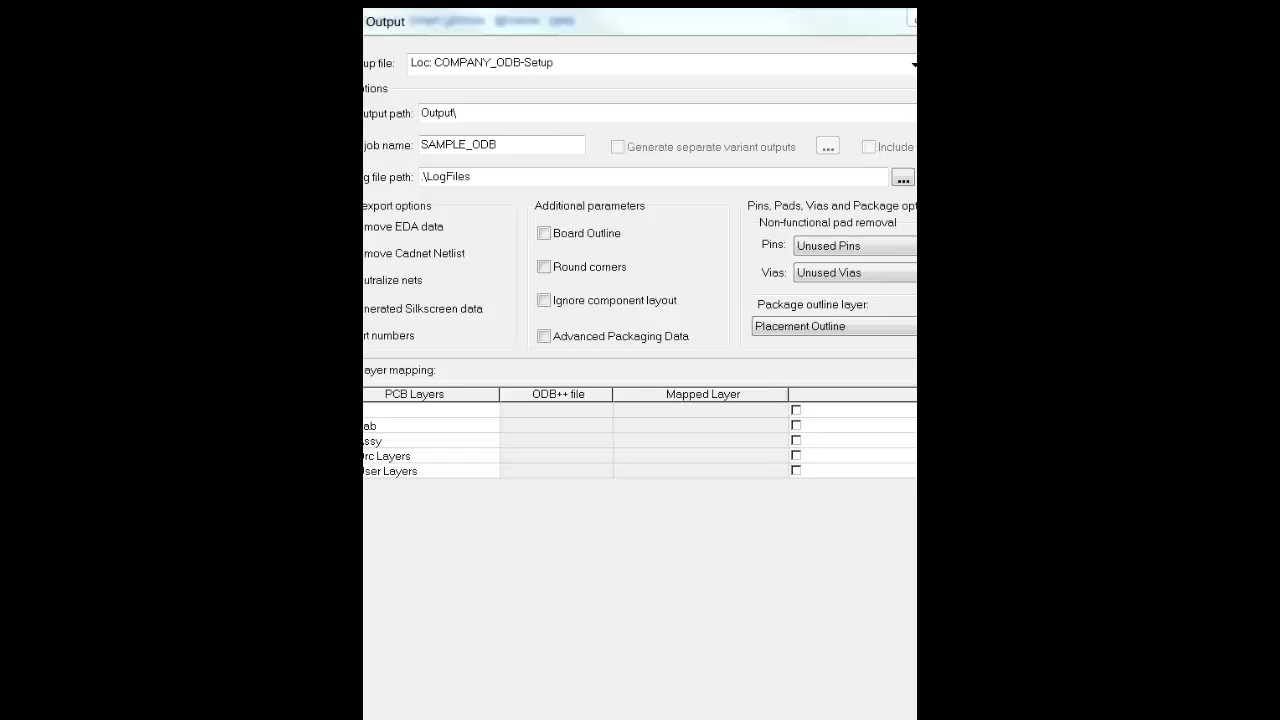 Output
up file: Loc: COMPANY_ODB-Setup
tions
utput path: Output\
job name: SAMPLE_ODB Generate separate variant outputs ... Include
g file path: .\LogFiles ...
export options Additional parameters Pins, Pads, Vias and Package opt
move EDA data Board Outline Non-functional pad removal
Pins: Unused Pins
move Cadnet Netlist Round corners Vias: Unused Vias
utralize nets Ignore component layout Package outline layer:
nerated Silkscreen data Placement Outline
rt numbers Advanced Packaging Data
ayer mapping:
PCB Layers ODB++ file Mapped Layer
ab
ssy
rc Layers
ser Layers